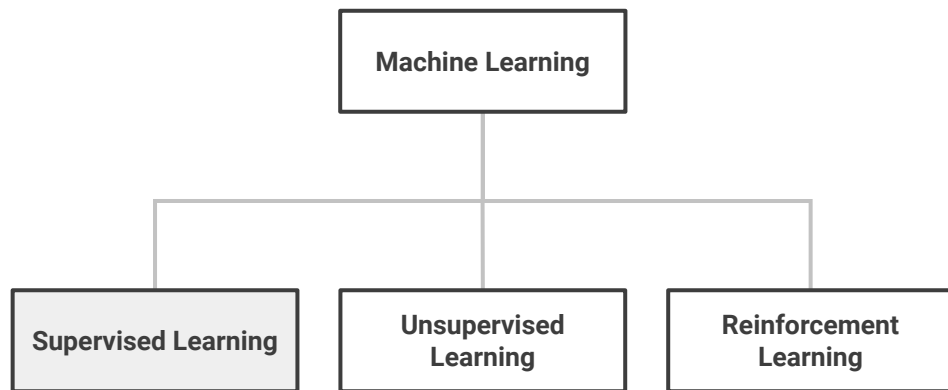 Machine Learning
Supervised Learning
Unsupervised
Learning
Reinforcement
Learning